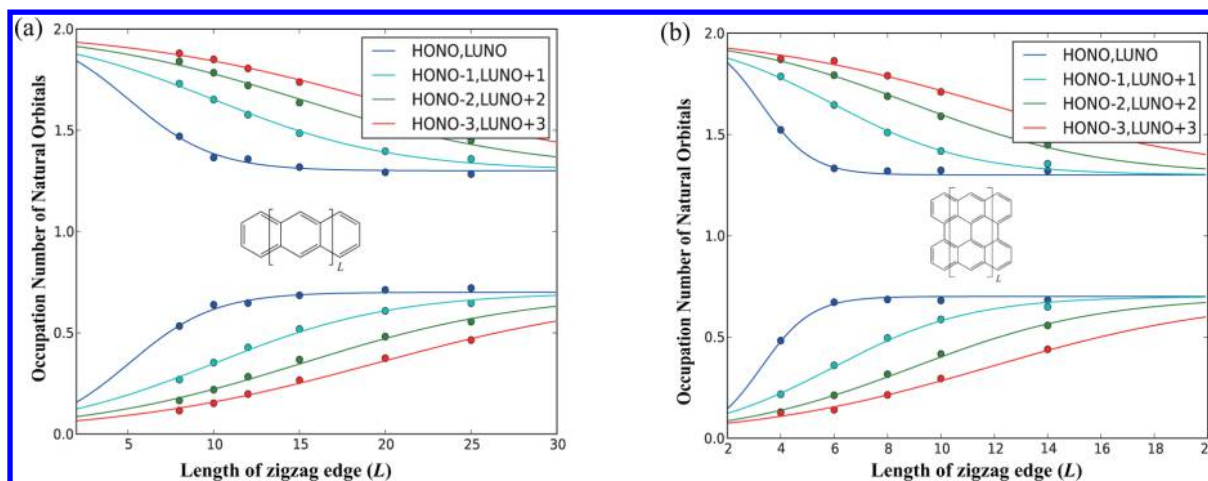 (a)
2.0
1.5
1.0
0.5
0.0
Occupation Number of Natural Orbitals
HONO,LUNO
HONO-1,LUNO+1
HONO-2,LUNO+2
HONO-3,LUNO+3
L
5 10 15 20 25 30
Length of zigzag edge (L)
(b)
2.0
1.5
1.0
0.5
0.0
Occupation Number of Natural Orbitals
HONO,LUNO
HONO-1,LUNO+1
HONO-2,LUNO+2
HONO-3,LUNO+3
L
2 4 6 8 10 12 14 16 18 2
Length of zigzag edge (L)